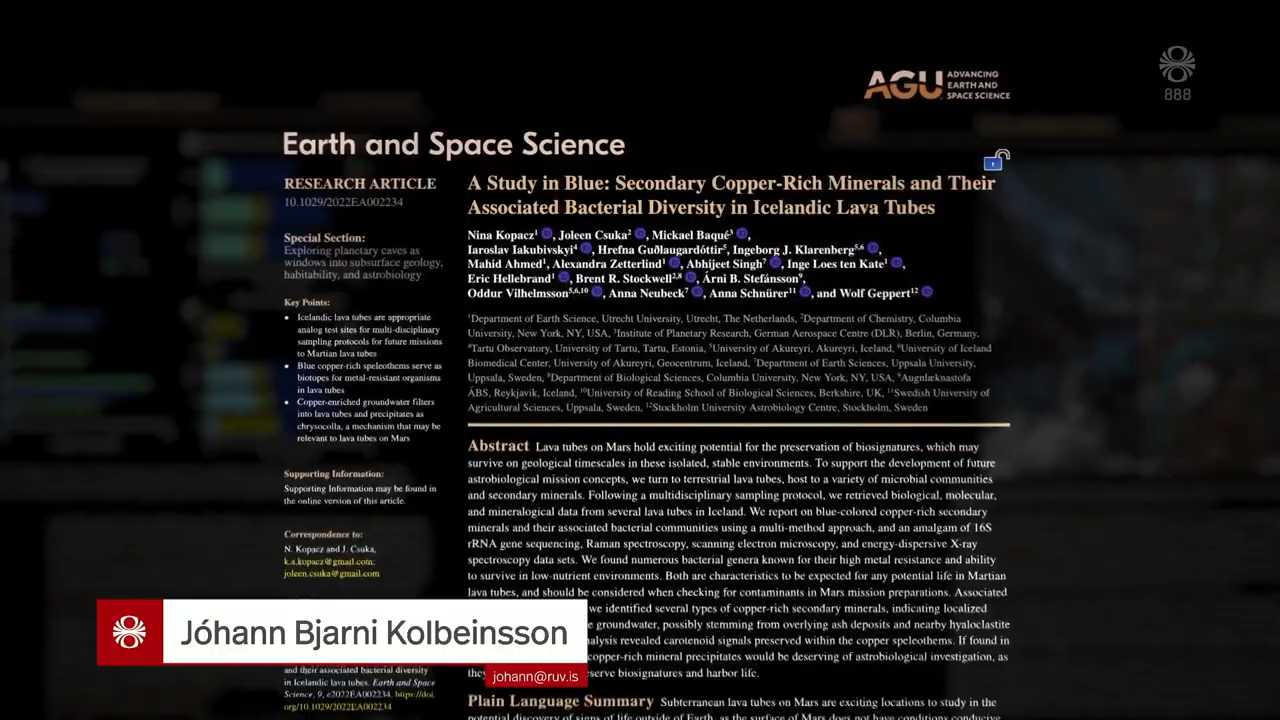 AGU ADVANCING
EARTH AND
SPACE SCIENCE
888
Earth and Space Science
RESEARCH ARTICLE
10.1029/2022EA002234
Special Section:
Exploring planetary caves as
windows into subsurface geology,
habitability, and astrobiology
Key Points:
• Icelandic lava tubes are appropriate
analog test sites for multi-disciplinary
sampling protocols for future missions
to Martian lava tubes
• Blue copper-rich speleothems serve as
biotopes for metal-resistant organisms
in lava tubes
• Copper-enriched groundwater filters
into lava tubes and precipitates as
chrysocolla, a mechanism that may be
relevant to lava tubes on Mars
Supporting Information:
Supporting Information may be found in
the online version of this article.
Correspondence to:
N. Kopacz and J. Csuka,
k.a.kopacz@gmail.com;
joleen.csuka@gmail.com
and their associated bacterial diversity
in Icelandic lava tubes. Earth and Space
Science, 9, e2022EA002234. https://doi.
org/10.1029/2022EA002234
A Study in Blue: Secondary Copper-Rich Minerals and Their
Associated Bacterial Diversity in Icelandic Lava Tubes
Nina Kopacz1, Joleen Csuka2, Mickael Baqué3,
Iaroslav Iakubivskyi4, Hrefna Guðlaugardóttir5, Ingeborg J. Klarenberg5,6,
Mahid Ahmed1, Alexandra Zetterlind1, Abhijeet Singh7, Inge Loes ten Kate1,
Eric Hellebrand1, Brent R. Stockwell2,8, Árni B. Stefánsson9,
Oddur Vilhelmsson5,6,10, Anna Neubeck7, Anna Schnürer11, and Wolf Geppert12
1Department of Earth Science, Utrecht University, Utrecht, The Netherlands, 2Department of Chemistry, Columbia
University, New York, NY, USA, 3Institute of Planetary Research, German Aerospace Centre (DLR), Berlin, Germany,
4Tartu Observatory, University of Tartu, Tartu, Estonia, 5University of Akureyri, Akureyri, Iceland, 6University of Iceland
Biomedical Center, University of Akureyri, Geocentrum, Iceland, 7Department of Earth Sciences, Uppsala University,
Uppsala, Sweden, 8Department of Biological Sciences, Columbia University, New York, NY, USA, 9Augnlæknastofa
ÁBS, Reykjavik, Iceland, 10University of Reading School of Biological Sciences, Berkshire, UK, 11Swedish University of
Agricultural Sciences, Uppsala, Sweden, 12Stockholm University Astrobiology Centre, Stockholm, Sweden
Abstract Lava tubes on Mars hold exciting potential for the preservation of biosignatures, which may
survive on geological timescales in these isolated, stable environments. To support the development of future
astrobiological mission concepts, we turn to terrestrial lava tubes, host to a variety of microbial communities
and secondary minerals. Following a multidisciplinary sampling protocol, we retrieved biological, molecular,
and mineralogical data from several lava tubes in Iceland. We report on blue-colored copper-rich secondary
minerals and their associated bacterial communities using a multi-method approach, and an amalgam of 16S
rRNA gene sequencing, Raman spectroscopy, scanning electron microscopy, and energy-dispersive X-ray
spectroscopy data sets. We found numerous bacterial genera known for their high metal resistance and ability
to survive in low-nutrient environments. Both are characteristics to be expected for any potential life in Martian
lava tubes, and should be considered when checking for contaminants in Mars mission preparations. Associated
we identified several types of copper-rich secondary minerals, indicating localized
groundwater, possibly stemming from overlying ash deposits and nearby hyaloclastite
revealed carotenoid signals preserved within the copper speleothems. If found in
copper-rich mineral precipitates would be deserving of astrobiological investigation, as
and harbor life.
Plain Language Summary Subterranean lava tubes on Mars are exciting locations to study in the
potential discovery of signs of life outside of Earth, as the surface of Mars does not have conditions conducive
Jóhann Bjarni Kolbeinsson
johann@ruv.is